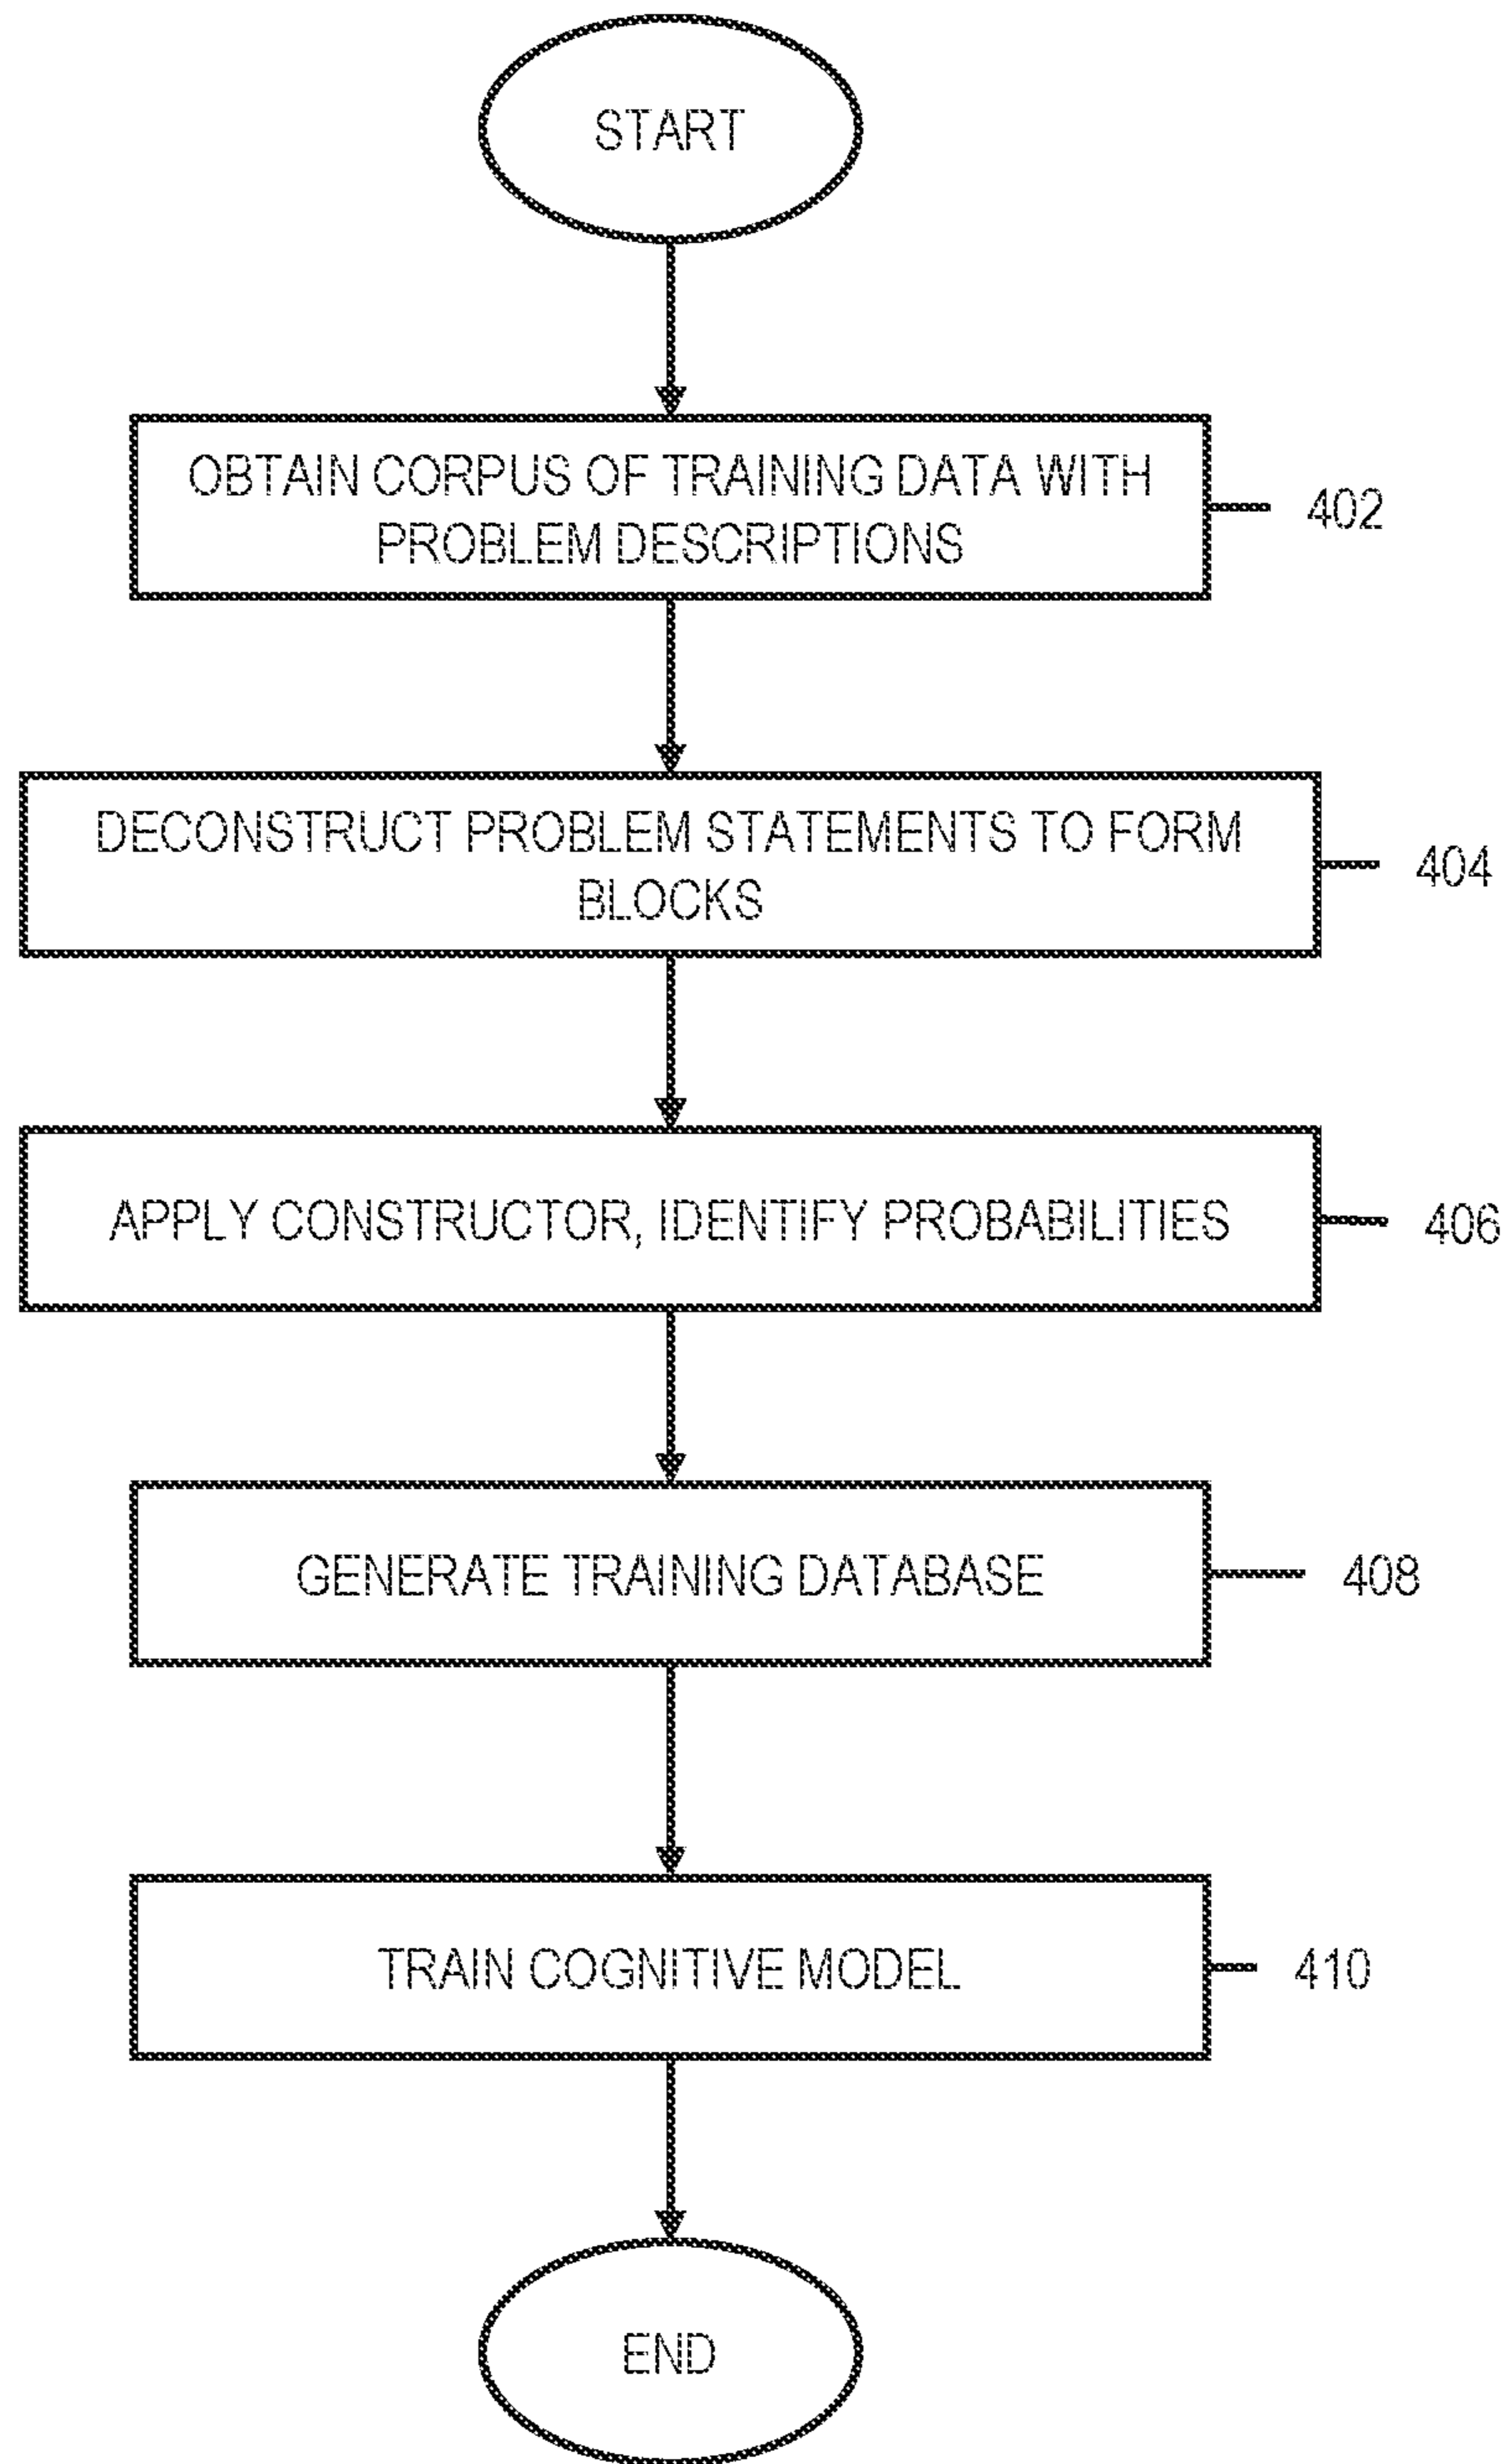 START
OBTAIN CORPUS OF TRAINING DATA WITH
PROBLEM DESCRIPTIONS
402
DECONSTRUCT PROBLEM STATEMENTS TO FORM
BLOCKS
404
APPLY CONSTRUCTOR, IDENTIFY PROBABILITIES
406
GENERATE TRAINING DATABASE
408
TRAIN COGNITIVE MODEL
410
END